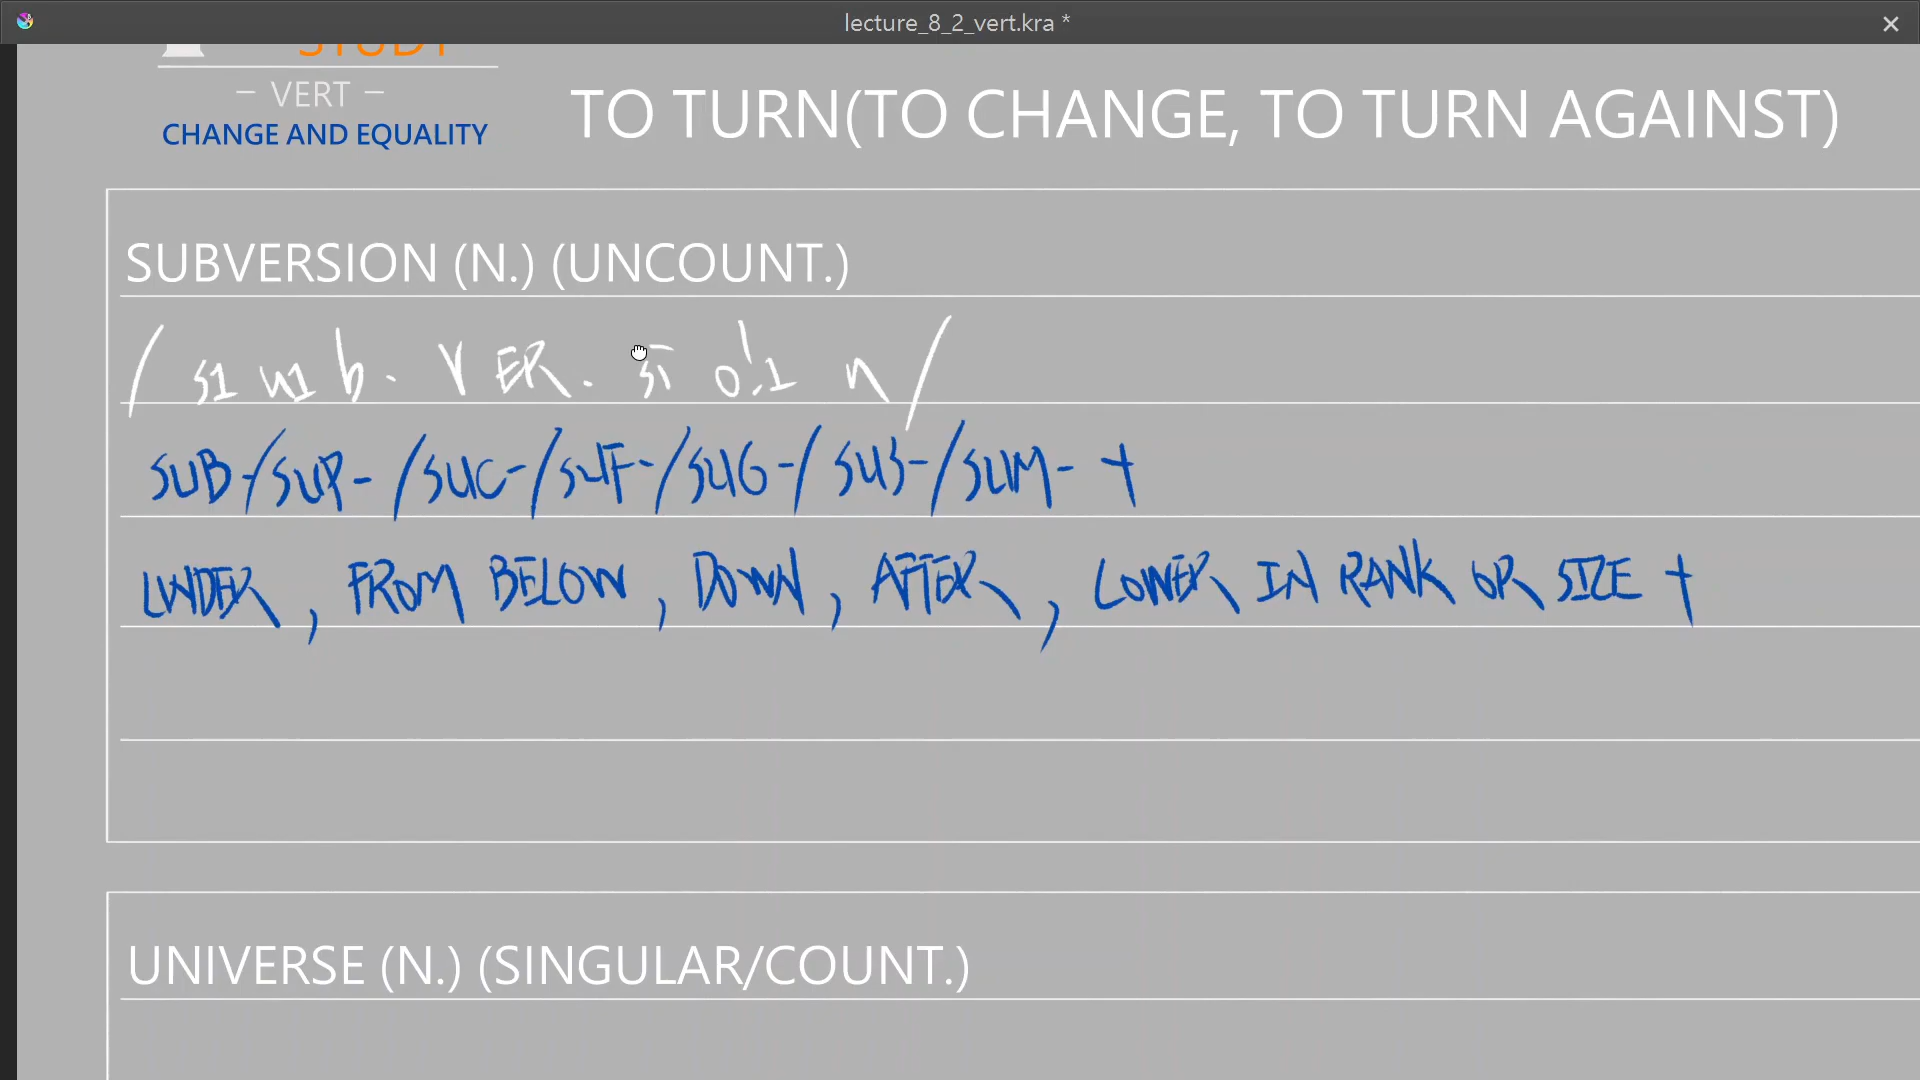 lecture_8_2_vert.kra *
STUDY
– VERT –
CHANGE AND EQUALITY
TO TURN(TO CHANGE, TO TURN AGAINST)
SUBVERSION (N.) (UNCOUNT.)
SUB-/SUP-/SUC-/SUF-/SUG-/SUS-/SUM- +
UNDER, FROM BELOW, DOWN, AFTER, LOWER IN RANK OR SIZE +
UNIVERSE (N.) (SINGULAR/COUNT.)